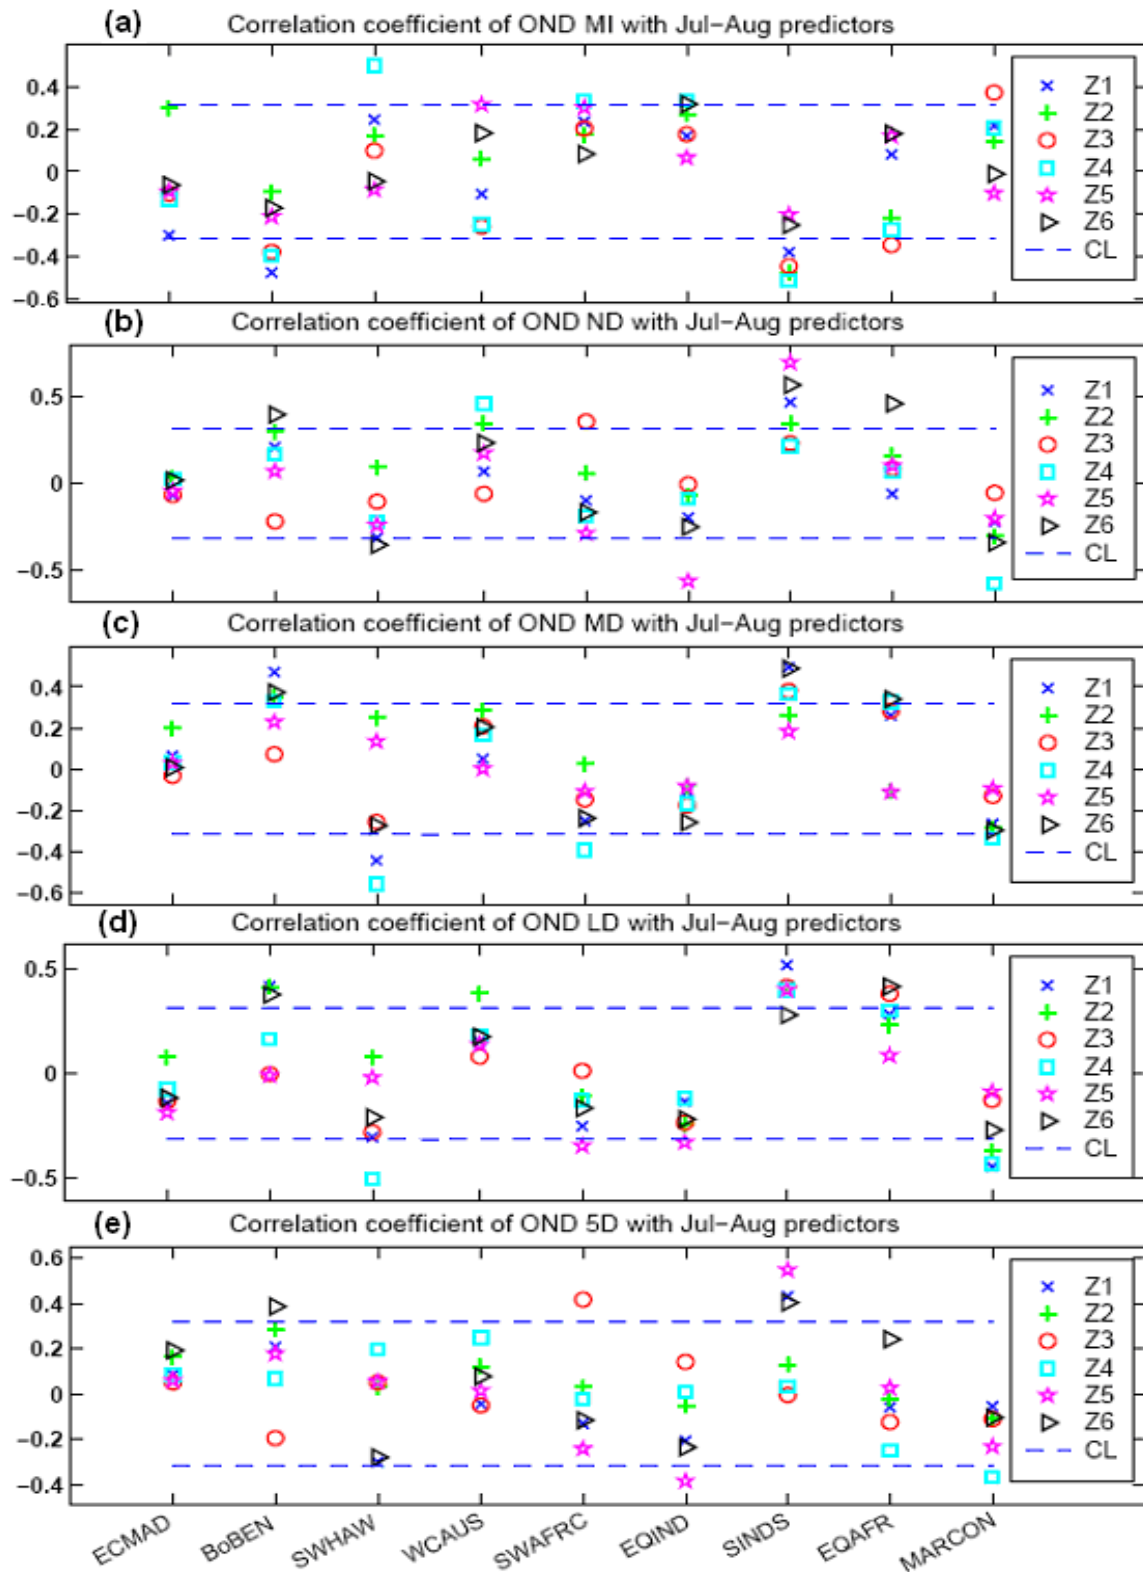 (a) Correlation coefficient of OND MI with Jul-Aug predictors
0.4
0.2
0
-0.2
-0.4
-0.6
Z1
Z2
Z3
Z4
Z5
Z6
CL
(b) Correlation coefficient of OND ND with Jul-Aug predictors
0.5
0
-0.5
Z1
Z2
Z3
Z4
Z5
Z6
CL
(c) Correlation coefficient of OND MD with Jul-Aug predictors
0.4
0.2
0
-0.2
-0.4
-0.6
Z1
Z2
Z3
Z4
Z5
Z6
CL
(d) Correlation coefficient of OND LD with Jul-Aug predictors
0.5
0
-0.5
Z1
Z2
Z3
Z4
Z5
Z6
CL
(e) Correlation coefficient of OND 5D with Jul-Aug predictors
0.6
0.4
0.2
0
-0.2
-0.4
Z1
Z2
Z3
Z4
Z5
Z6
CL
ECMAD BoBEN SWHAW WCAUS SWAFRC EQIND SINDS EQAFR MARCON